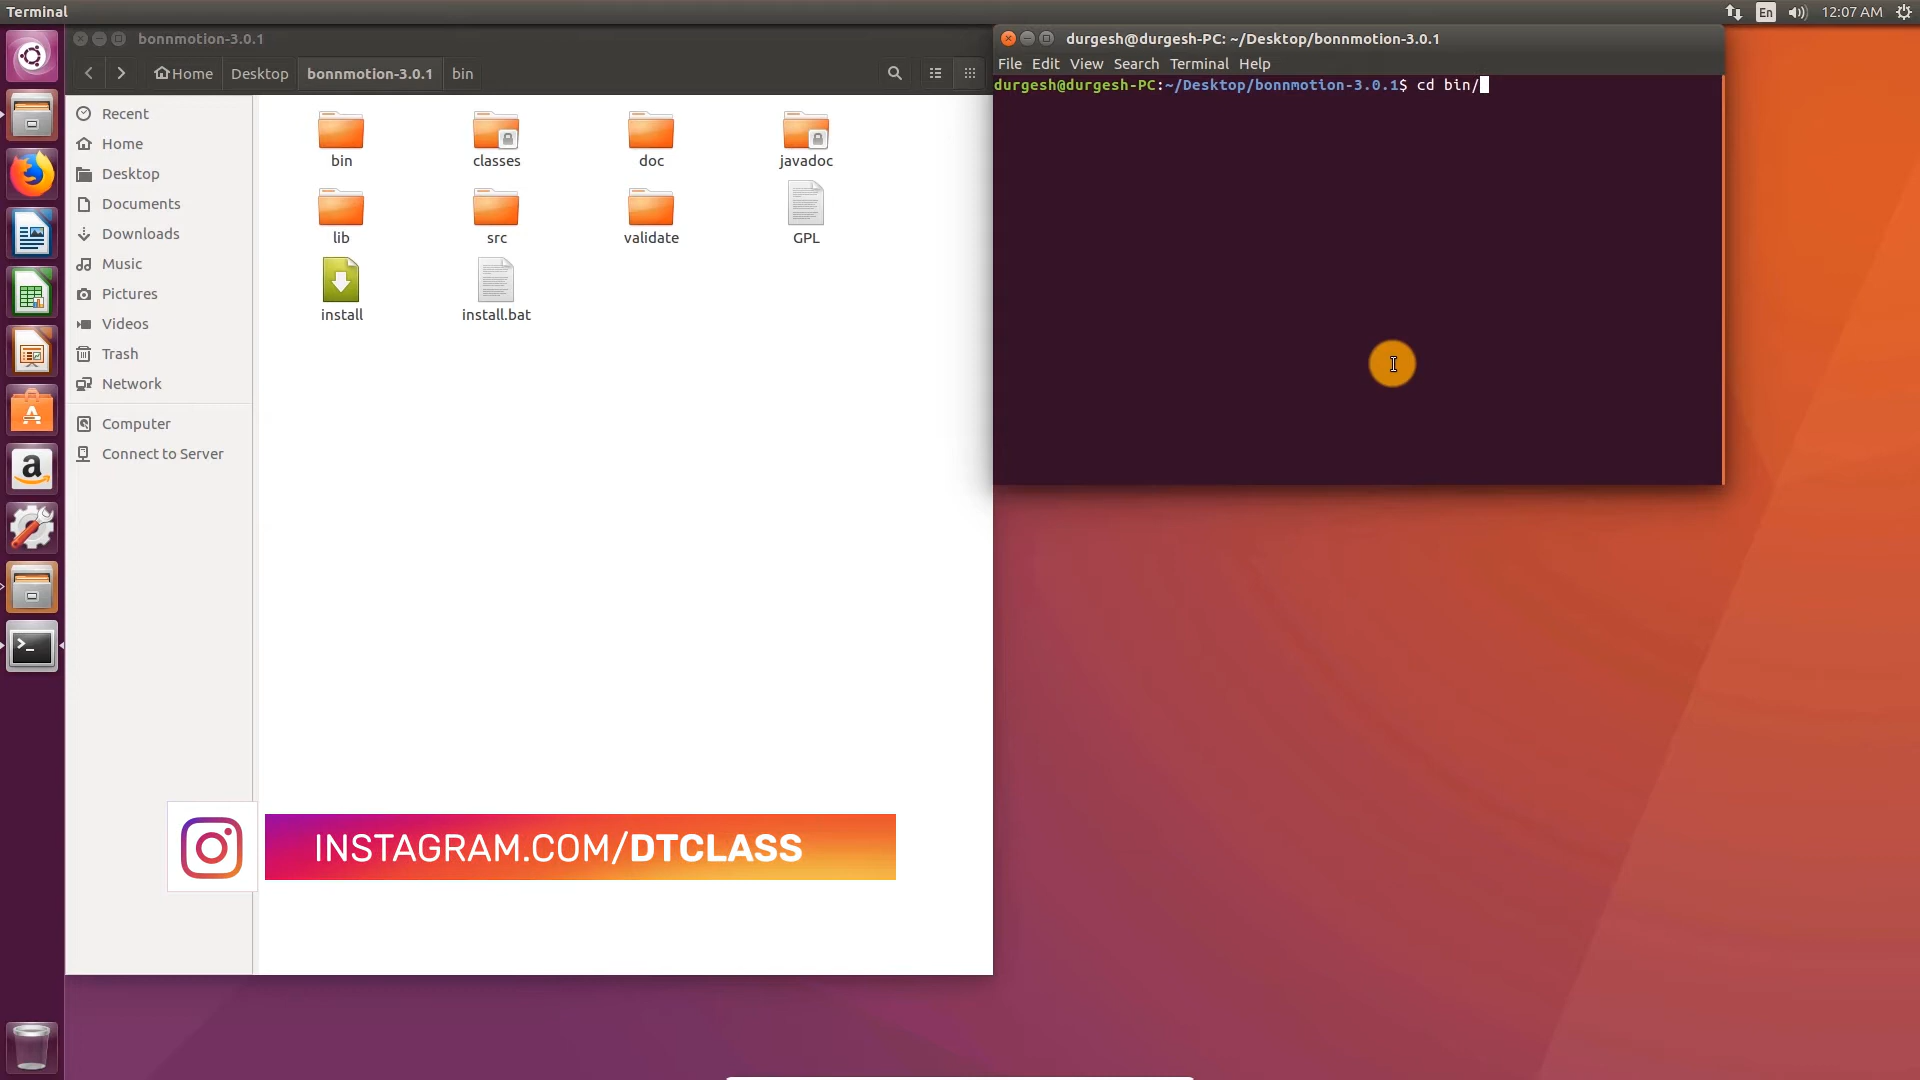 Terminal
En
12:07 AM
bonnmotion-3.0.1
Home
Desktop
bonnmotion-3.0.1
bin
Recent
Home
Desktop
Documents
Downloads
Music
Pictures
Videos
Trash
Network
Computer
Connect to Server
bin
classes
doc
javadoc
lib
src
validate
GPL
install
install.bat
durgesh@durgesh-PC: ~/Desktop/bonnmotion-3.0.1
File Edit View Search Terminal Help
durgesh@durgesh-PC:~/Desktop/bonnmotion-3.0.1$ cd bin/
INSTAGRAM.COM/DTCLASS